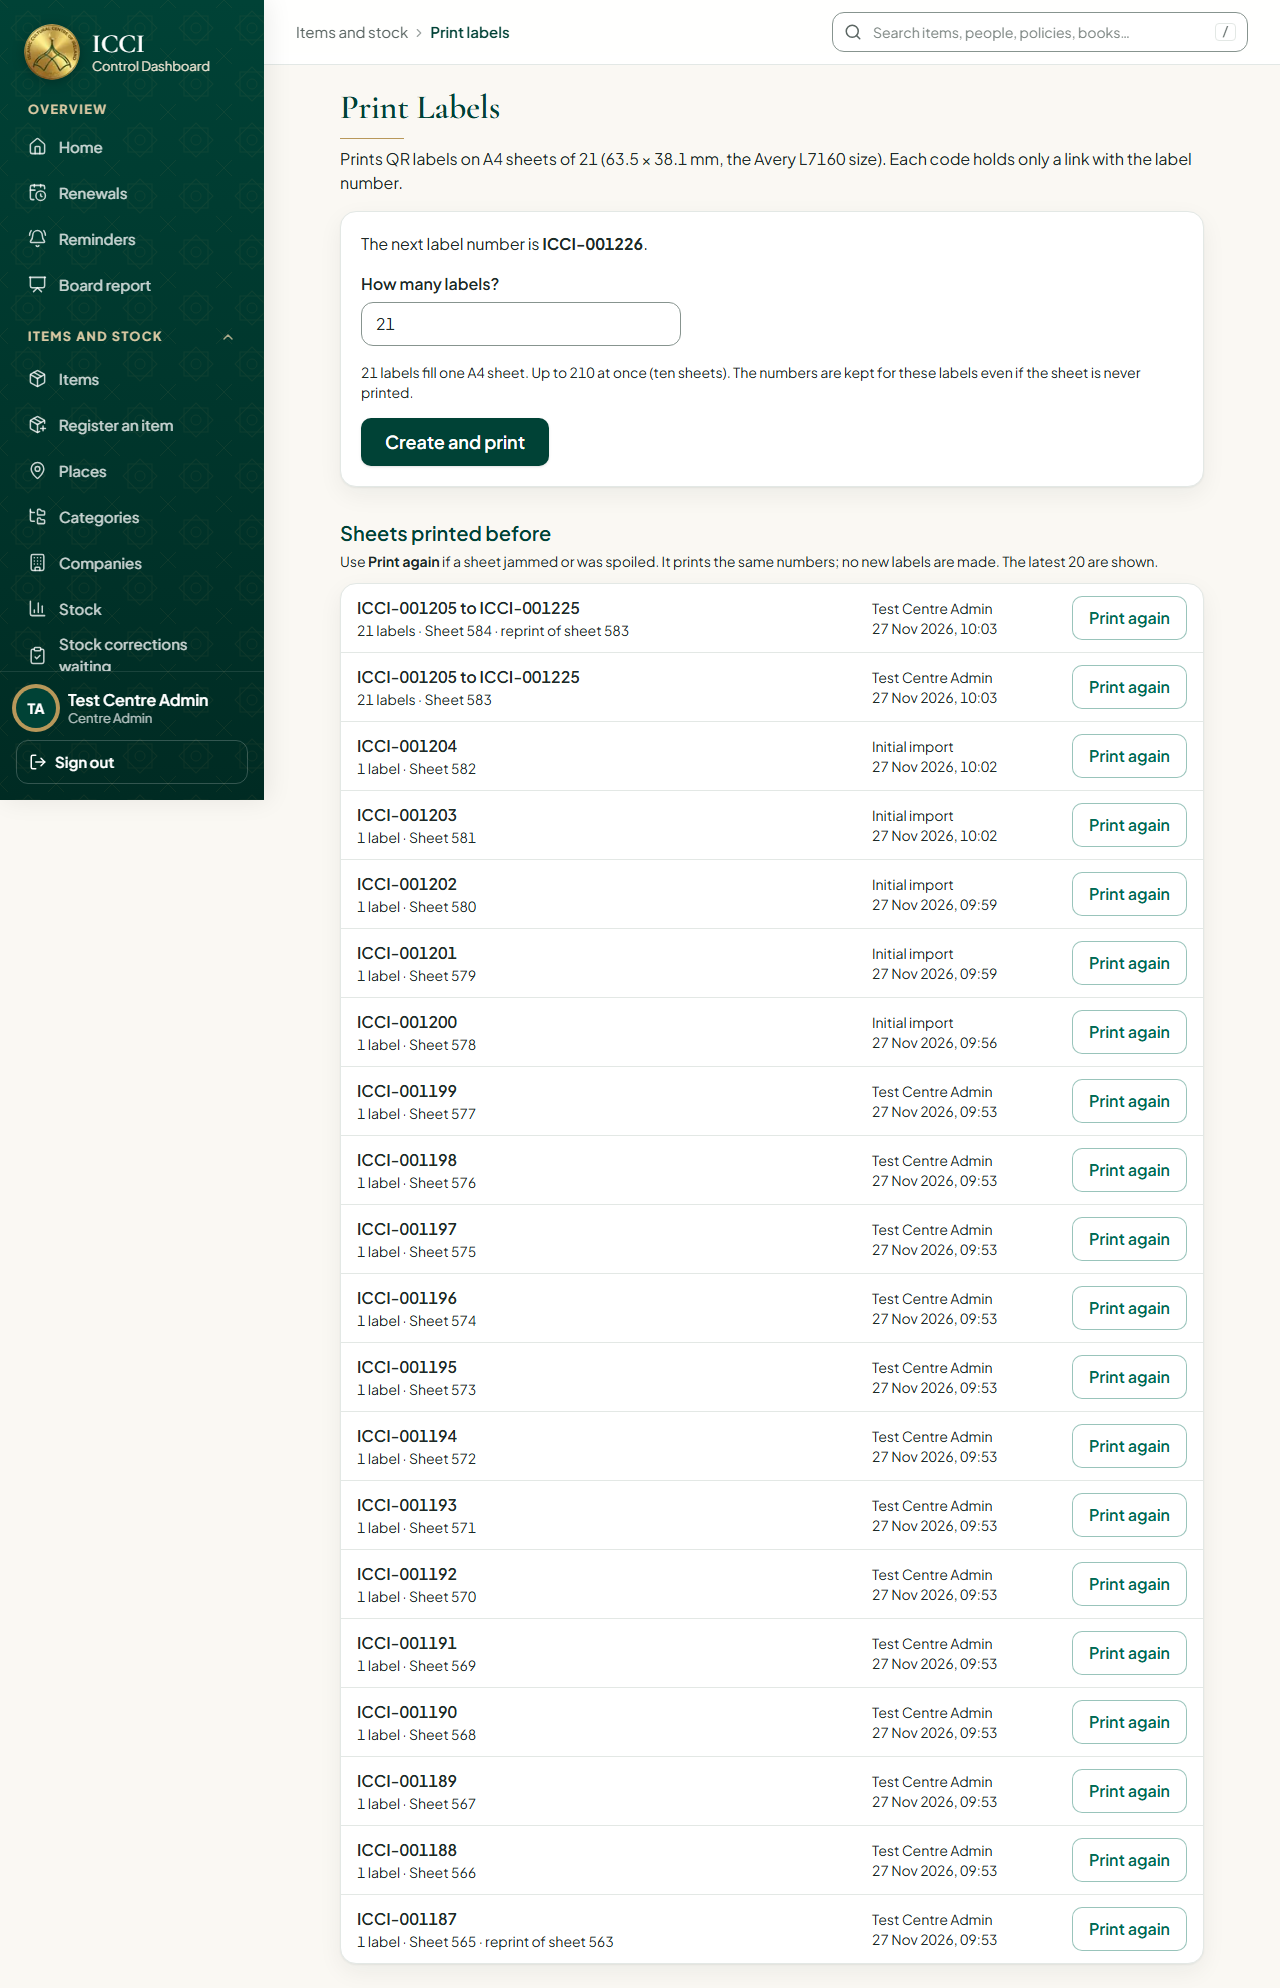 ICCI
Control Dashboard
OVERVIEW
Home
Renewals
Reminders
Board report
ITEMS AND STOCK
Items
Register an item
Places
Categories
Companies
Stock
Stock corrections
waiting
TA
Test Centre Admin
Centre Admin
Sign out
Items and stock › Print labels
Search items, people, policies, books… /
Print Labels
Prints QR labels on A4 sheets of 21 (63.5 × 38.1 mm, the Avery L7160 size). Each code holds only a link with the label
number.
The next label number is ICCI-001226.
How many labels?
21
21 labels fill one A4 sheet. Up to 210 at once (ten sheets). The numbers are kept for these labels even if the sheet is never
printed.
Create and print
Sheets printed before
Use Print again if a sheet jammed or was spoiled. It prints the same numbers; no new labels are made. The latest 20 are shown.
ICCI-001205 to ICCI-001225
21 labels · Sheet 584 · reprint of sheet 583
Test Centre Admin
27 Nov 2026, 10:03
Print again
ICCI-001205 to ICCI-001225
21 labels · Sheet 583
Test Centre Admin
27 Nov 2026, 10:03
Print again
ICCI-001204
1 label · Sheet 582
Initial import
27 Nov 2026, 10:02
Print again
ICCI-001203
1 label · Sheet 581
Initial import
27 Nov 2026, 10:02
Print again
ICCI-001202
1 label · Sheet 580
Initial import
27 Nov 2026, 09:59
Print again
ICCI-001201
1 label · Sheet 579
Initial import
27 Nov 2026, 09:59
Print again
ICCI-001200
1 label · Sheet 578
Initial import
27 Nov 2026, 09:56
Print again
ICCI-001199
1 label · Sheet 577
Test Centre Admin
27 Nov 2026, 09:53
Print again
ICCI-001198
1 label · Sheet 576
Test Centre Admin
27 Nov 2026, 09:53
Print again
ICCI-001197
1 label · Sheet 575
Test Centre Admin
27 Nov 2026, 09:53
Print again
ICCI-001196
1 label · Sheet 574
Test Centre Admin
27 Nov 2026, 09:53
Print again
ICCI-001195
1 label · Sheet 573
Test Centre Admin
27 Nov 2026, 09:53
Print again
ICCI-001194
1 label · Sheet 572
Test Centre Admin
27 Nov 2026, 09:53
Print again
ICCI-001193
1 label · Sheet 571
Test Centre Admin
27 Nov 2026, 09:53
Print again
ICCI-001192
1 label · Sheet 570
Test Centre Admin
27 Nov 2026, 09:53
Print again
ICCI-001191
1 label · Sheet 569
Test Centre Admin
27 Nov 2026, 09:53
Print again
ICCI-001190
1 label · Sheet 568
Test Centre Admin
27 Nov 2026, 09:53
Print again
ICCI-001189
1 label · Sheet 567
Test Centre Admin
27 Nov 2026, 09:53
Print again
ICCI-001188
1 label · Sheet 566
Test Centre Admin
27 Nov 2026, 09:53
Print again
ICCI-001187
1 label · Sheet 565 · reprint of sheet 563
Test Centre Admin
27 Nov 2026, 09:53
Print again